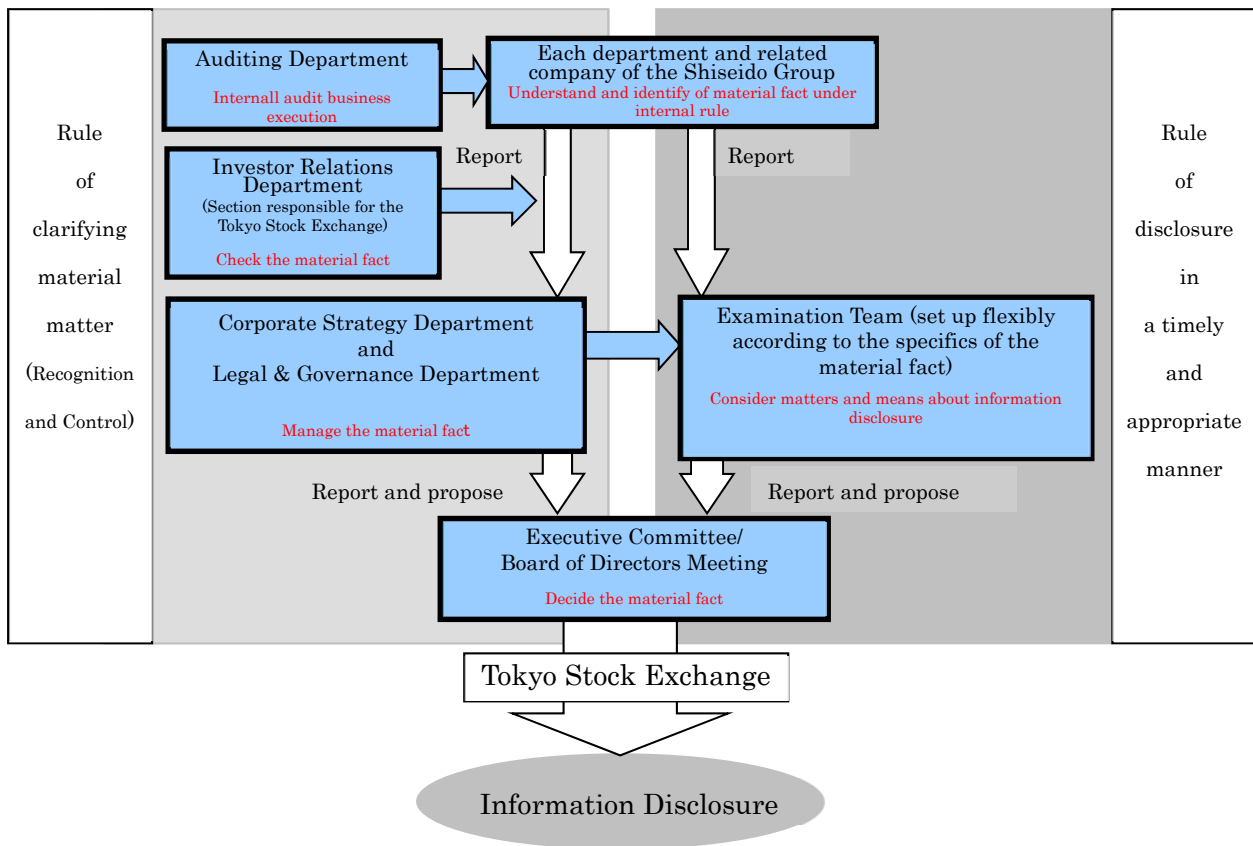 Rule
of
clarifying
material
matter
(Recognition
and Control)
Auditing Department
Internall audit business
execution
Each department and related
company of the Shiseido Group
Understand and identify of material fact under
internal rule
Report
Report
Investor Relations
Department
(Section responsible for the
Tokyo Stock Exchange)
Check the material fact
Corporate Strategy Department
and
Legal & Governance Department
Manage the material fact
Examination Team (set up flexibly
according to the specifics of the
material fact)
Consider matters and means about information
disclosure
Report and propose
Report and propose
Executive Committee/
Board of Directors Meeting
Decide the material fact
Tokyo Stock Exchange
Information Disclosure
Rule
of
disclosure
in
a timely
and
appropriate
manner